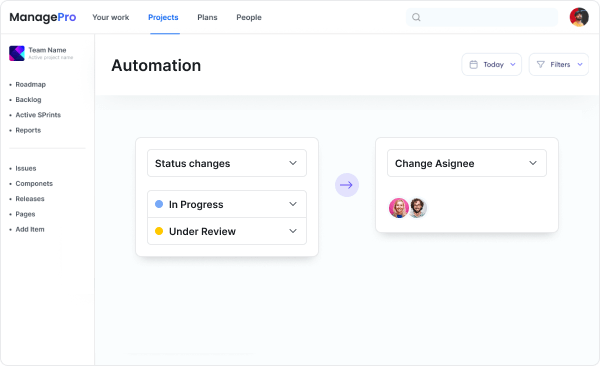 ManagePro
Your work
Projects
Plans
People
Team Name
Active project name
Roadmap
Backlog
Active SPrints
Reports
Issues
Componets
Releases
Pages
Add Item
Automation
Today
Filters
Status changes
In Progress
Under Review
Change Asignee